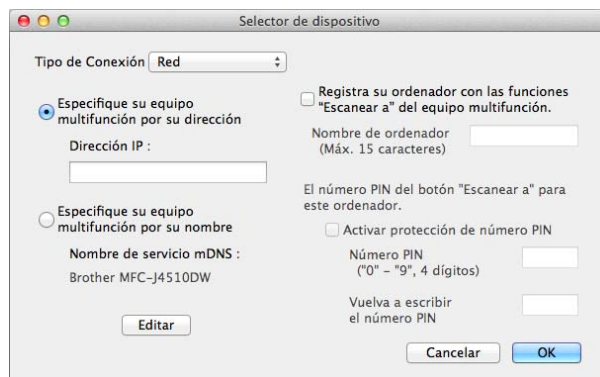 Selector de dispositivo
Tipo de Conexión Red
Especifique su equipo
multifunción por su dirección
Dirección IP :
Especifique su equipo
multifunción por su nombre
Nombre de servicio mDNS :
Brother MFC-J4510DW
Editar
Registra su ordenador con las funciones
"Escanear a" del equipo multifunción.
Nombre de ordenador
(Máx. 15 caracteres)
El número PIN del botón "Escanear a" para
este ordenador.
Activar protección de número PIN
Número PIN
("0" – "9", 4 dígitos)
Vuelva a escribir
el número PIN
Cancelar
OK